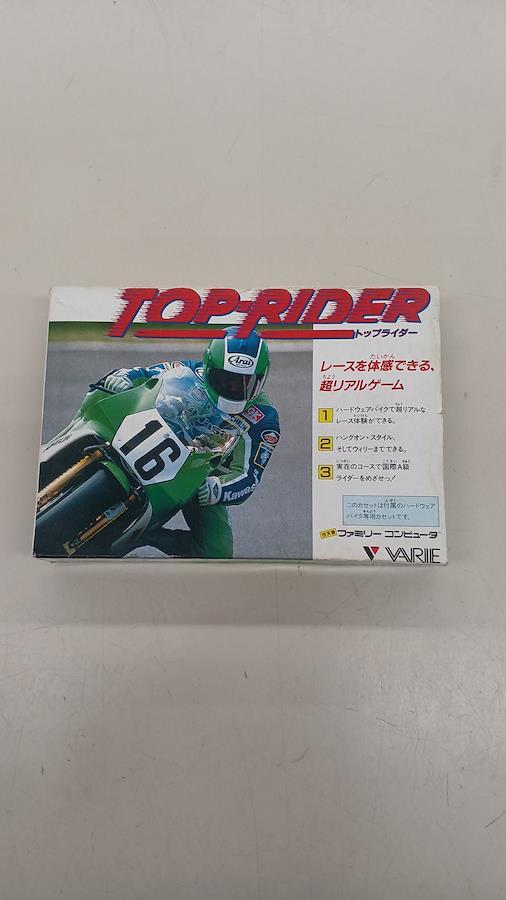 TOP-RIDER
トップライダー
たいかん
レースを体感できる、
ちょう
超リアルゲーム
1 ハードウェアバイクで超リアルな
レース体験ができる。
2 ハングオン・スタイル、
そしてウィリーまでできる。
3 実在のコースで国際A級
ライダーをめざせっ!
このカセットは付属のハードウェア
バイク専用カセットです。
ファミリー コンピュータ
VARIE
Arai
16
Kawasaki